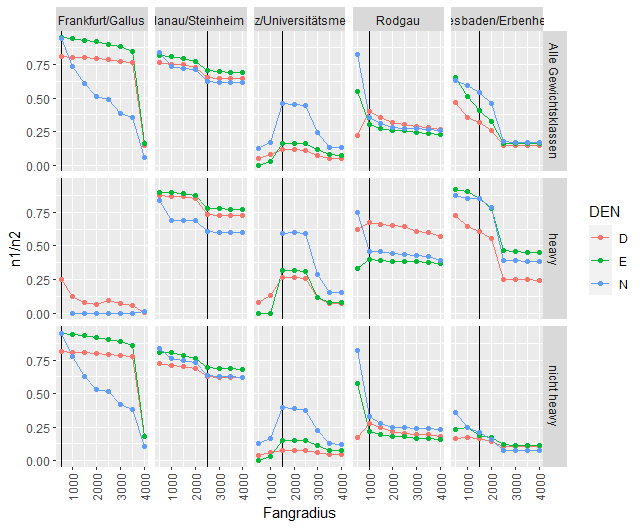 Frankfurt/Gallus
lanau/Steinheim
z/Universitätsme
Rodgau
esbaden/Erbenhe
0.75
0.50
0.25
0.00
Alle Gewichtsklassen
0.75
0.50
0.25
0.00
heavy
0.75
0.50
0.25
0.00
nicht heavy
n1/n2
1000 2000 3000 4000
1000 2000 3000 4000
1000 2000 3000 4000
1000 2000 3000 4000
1000 2000 3000 4000
Fangradius
DEN
D
E
N